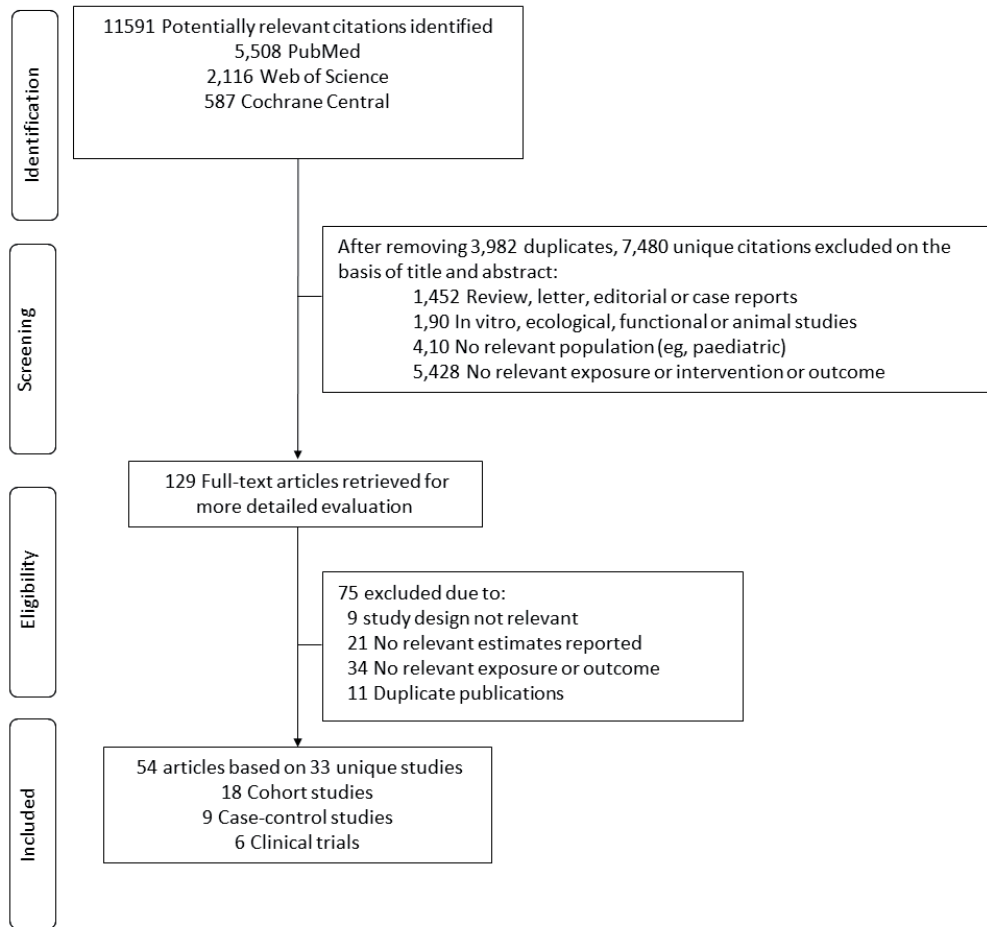 Identification
11591 Potentially relevant citations identified
5,508 PubMed
2,116 Web of Science
587 Cochrane Central
Screening
After removing 3,982 duplicates, 7,480 unique citations excluded on the
basis of title and abstract:
1,452 Review, letter, editorial or case reports
1,90 In vitro, ecological, functional or animal studies
4,10 No relevant population (eg, paediatric)
5,428 No relevant exposure or intervention or outcome
129 Full-text articles retrieved for
more detailed evaluation
Eligibility
75 excluded due to:
9 study design not relevant
21 No relevant estimates reported
34 No relevant exposure or outcome
11 Duplicate publications
Included
54 articles based on 33 unique studies
18 Cohort studies
9 Case-control studies
6 Clinical trials